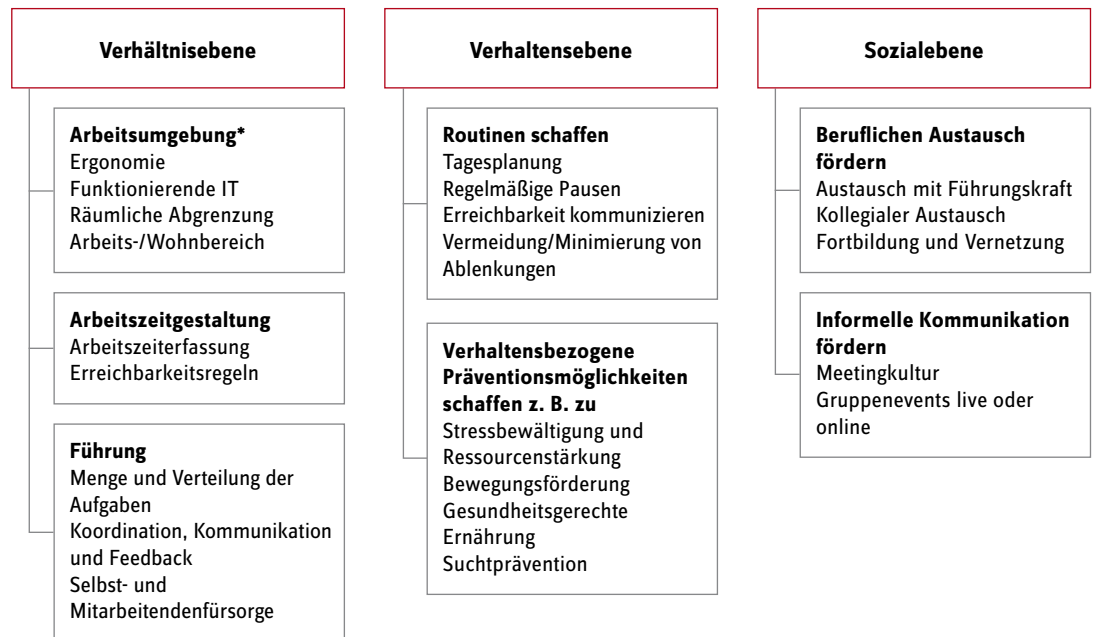 Verhältnisebene
Arbeitsumgebung*
Ergonomie
Funktionierende IT
Räumliche Abgrenzung
Arbeits-/Wohnbereich
Arbeitszeitgestaltung
Arbeitszeiterfassung
Erreichbarkeitsregeln
Führung
Menge und Verteilung der
Aufgaben
Koordination, Kommunikation
und Feedback
Selbst- und
Mitarbeitendenfürsorge
Verhaltensebene
Routinen schaffen
Tagesplanung
Regelmäßige Pausen
Erreichbarkeit kommunizieren
Vermeidung/Minimierung von
Ablenkungen
Verhaltensbezogene
Präventionsmöglichkeiten
schaffen z. B. zu
Stressbewältigung und
Ressourcenstärkung
Bewegungsförderung
Gesundheitsgerechte
Ernährung
Suchtprävention
Sozialebene
Beruflichen Austausch
fördern
Austausch mit Führungskraft
Kollegialer Austausch
Fortbildung und Vernetzung
Informelle Kommunikation
fördern
Meetingkultur
Gruppenevents live oder
online